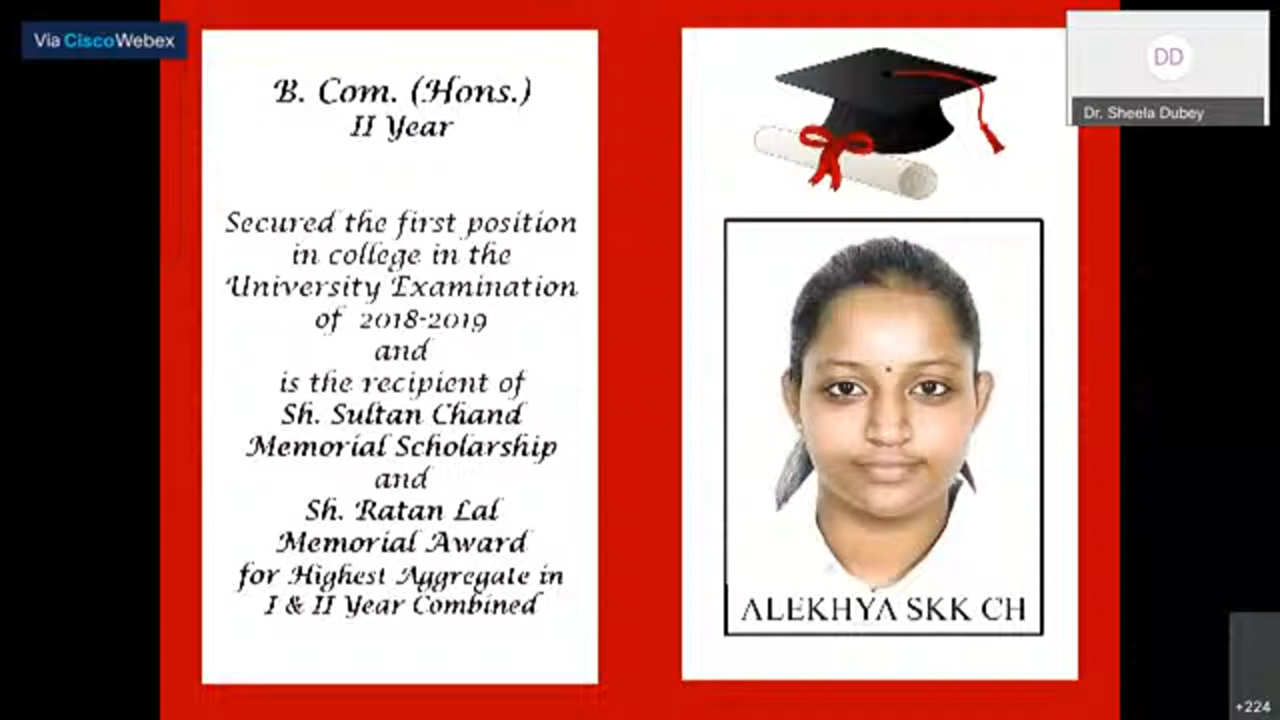 Via CiscoWebex
B. Com. (Hons.)
II Year
Secured the first position
in college in the
University Examination
of 2018-2019
and
is the recipient of
Sh. Sultan Chand
Memorial Scholarship
and
Sh. Ratan Lal
Memorial Award
for Highest Aggregate in
I & II Year Combined
ALEKHYA SKK CH
DD
Dr. Sheela Dubey
+224